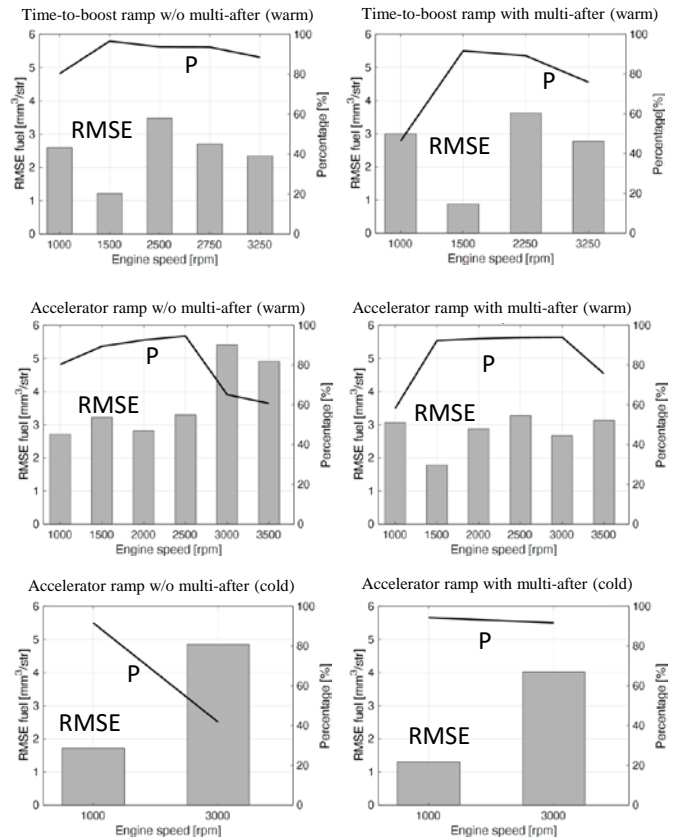 Time-to-boost ramp w/o multi-after (warm)
6
5
4
3
2
1
0
RMSE fuel [mm³/str]
P
RMSE
100
80
60
40
20
0
Percentage [%]
1000 1500 2500 2750 3250
Engine speed [rpm]
Time-to-boost ramp with multi-after (warm)
6
5
4
3
2
1
0
RMSE fuel [mm³/str]
P
RMSE
100
80
60
40
20
0
Percentage[%]
1000 1500 2250 3250
Engine speed [rpm]
Accelerator ramp w/o multi-after (warm)
6
5
4
3
2
1
0
RMSE fuel [mm³/str]
P
RMSE
100
80
60
40
20
0
Percentage [%]
1000 1500 2000 2500 3000 3500
Engine speed [rpm]
Accelerator ramp with multi-after (warm)
6
5
4
3
2
1
0
RMSE fuel [mm³/str]
P
RMSE
100
80
60
40
20
0
Percentage [%]
1000 1500 2000 2500 3000 3500
Engine speed [rpm]
Accelerator ramp w/o multi-after (cold)
6
5
4
3
2
1
0
RMSE fuel [mm³/str]
P
RMSE
100
80
60
40
20
0
Percentage [%]
1000 3000
Engine speed [rpm]
Accelerator ramp with multi-after (cold)
6
5
4
3
2
1
0
RMSE fuel [mm³/str]
P
RMSE
100
80
60
40
20
0
Percentage [%]
1000 3000
Engine speed [rpm]